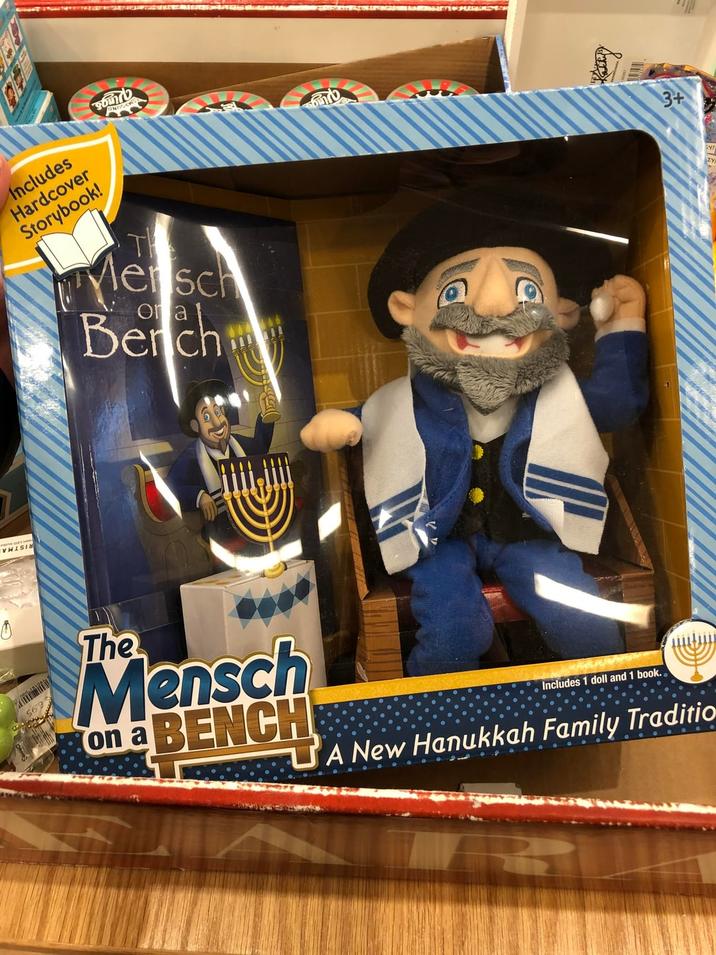 3+
Includes
Hardcover
Storybook!
The
Mensch
on a
Bench
The
Mensch
on a BENCH
Includes 1 doll and 1 book.
A New Hanukkah Family Traditio